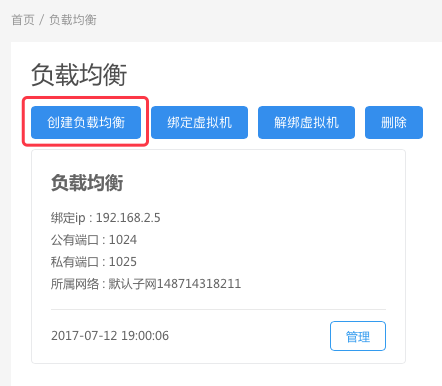 首页 / 负载均衡
负载均衡
创建负载均衡 绑定虚拟机 解绑虚拟机 删除
负载均衡
绑定ip : 192.168.2.5
公有端口 : 1024
私有端口 : 1025
所属网络 : 默认子网148714318211
2017-07-12 19:00:06 管理